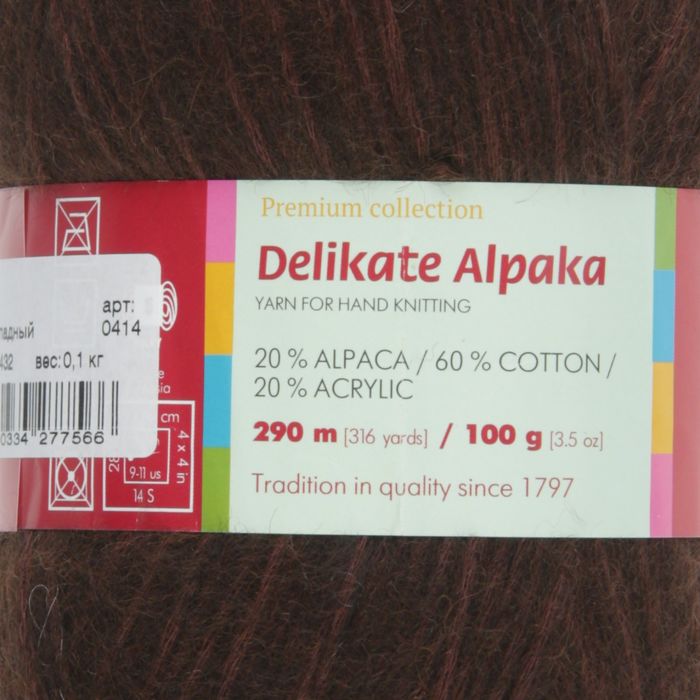 Premium collection
Delikate Alpaka
YARN FOR HAND KNITTING
20 % ALPACA / 60 % COTTON /
20 % ACRYLIC
290 m [316 yards] / 100 g [3.5 oz]
Tradition in quality since 1797
арт:
0414
вес:0,1 кг
277566
cm
4 x 4 in
9-11 us
14 S